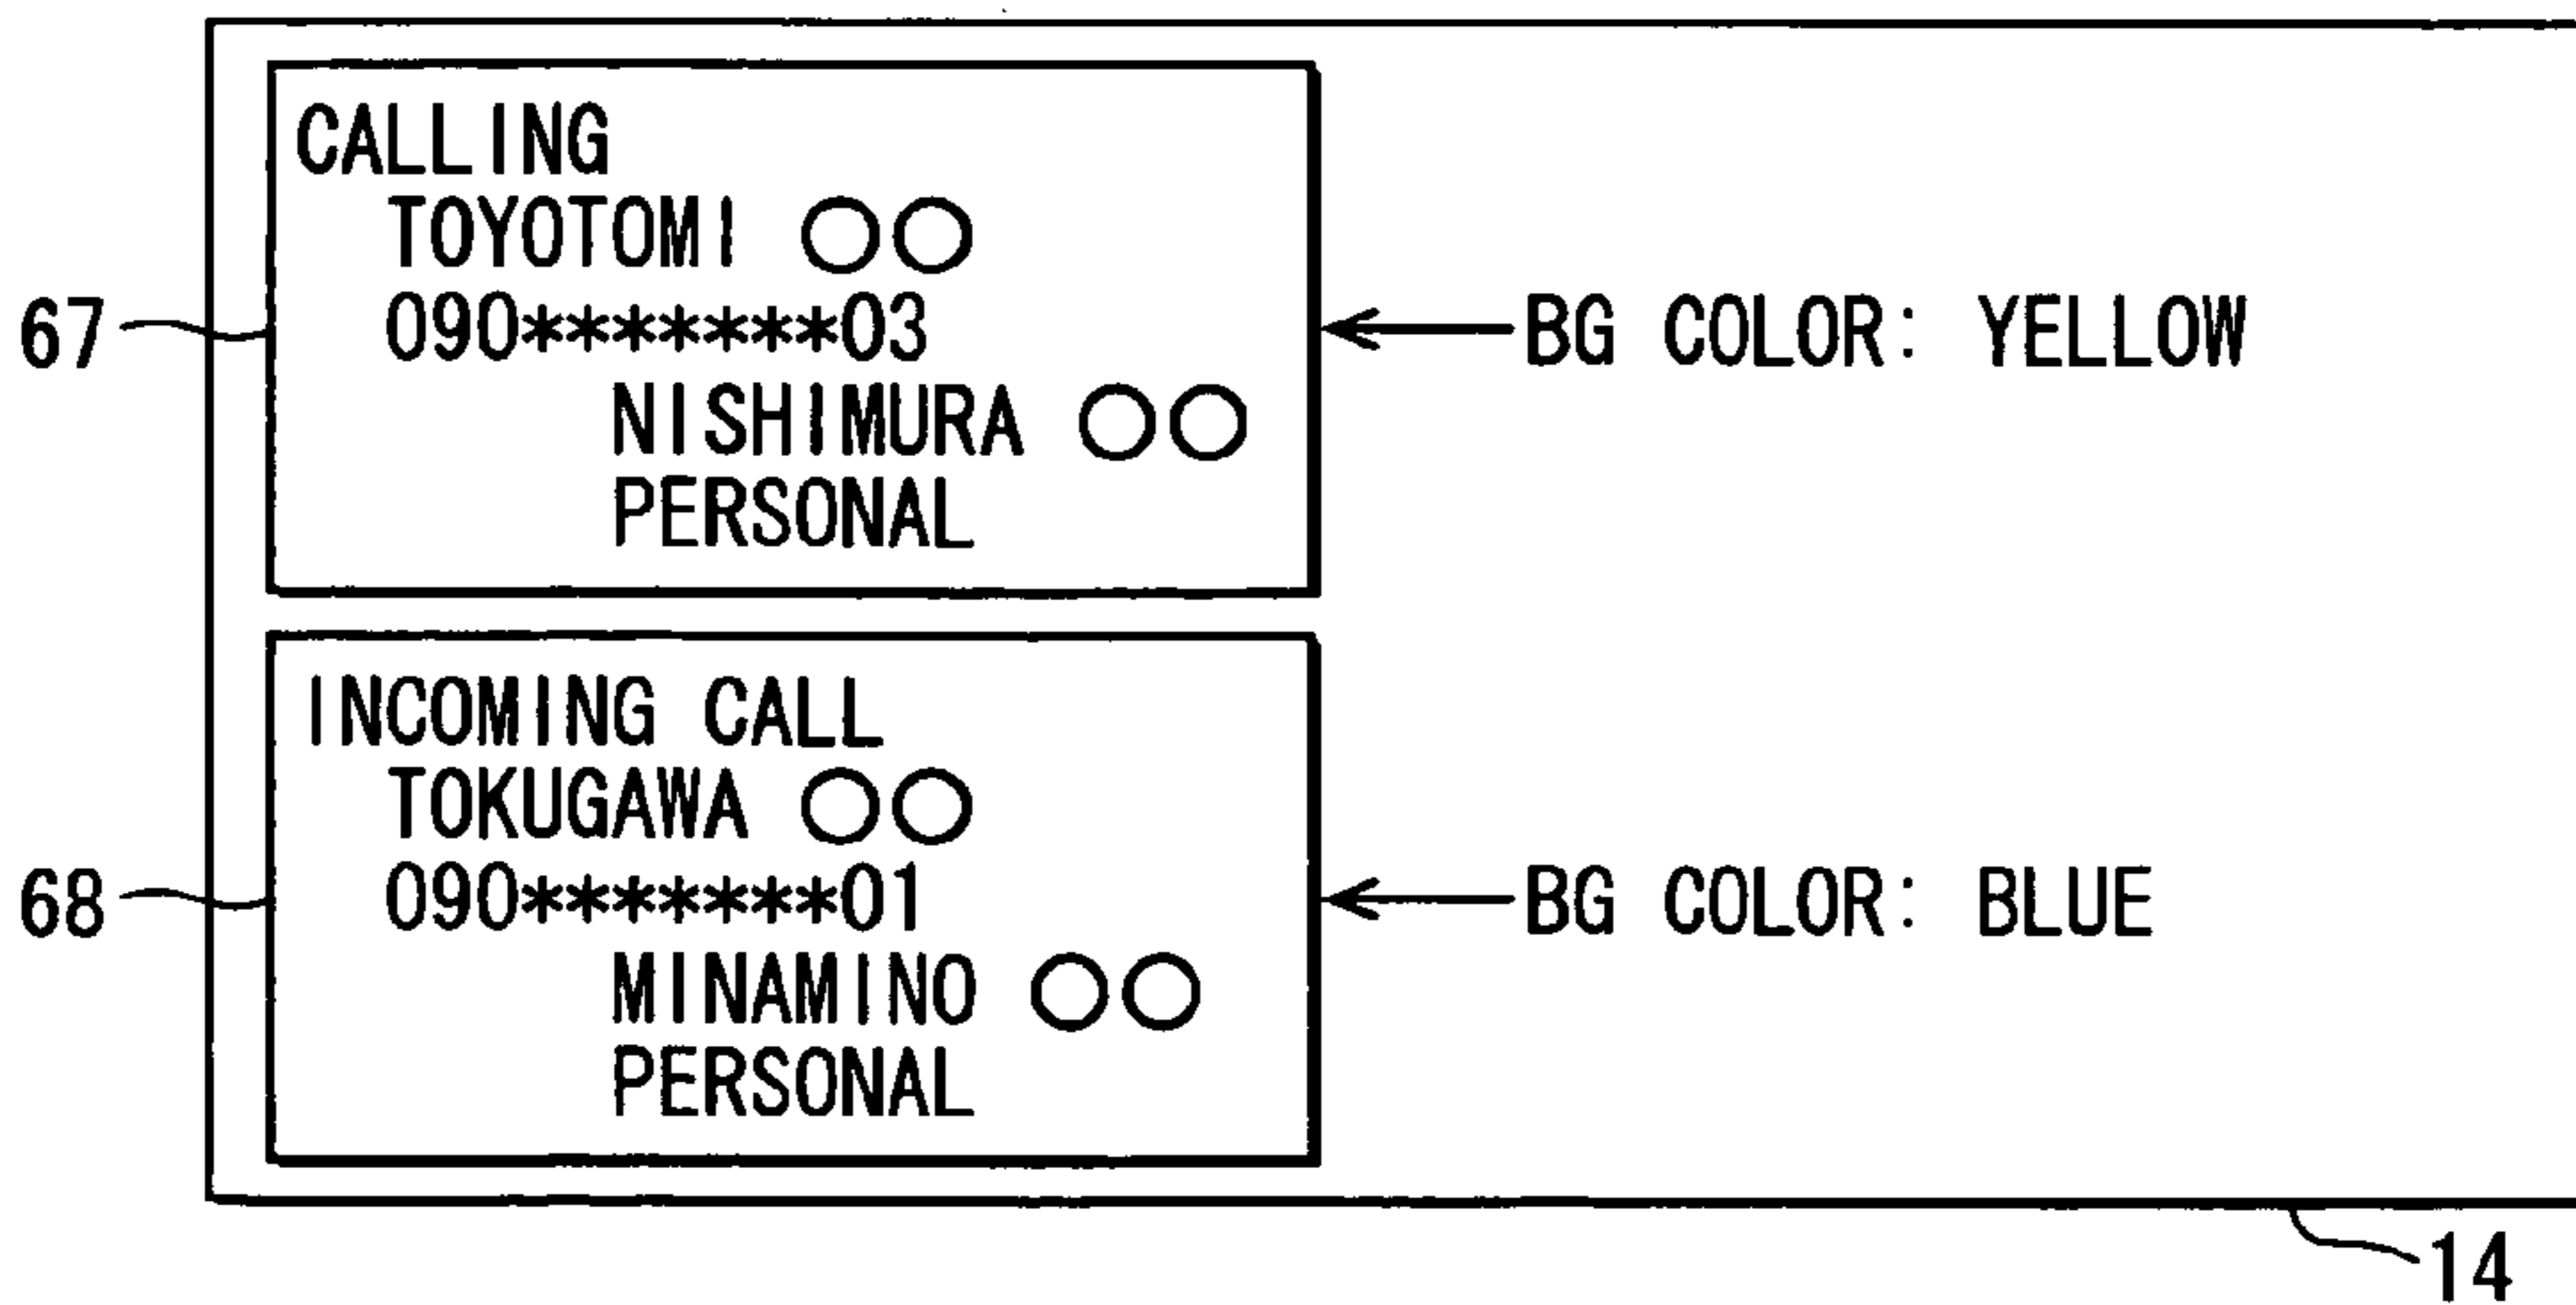 CALLING
TOYOTOMI ○○
67
090*******03
BG COLOR: YELLOW
NISHIMURA ○○
PERSONAL
INCOMING CALL
TOKUGAWA ○○
68
090*******01
BG COLOR: BLUE
MINAMINO ○○
PERSONAL
14